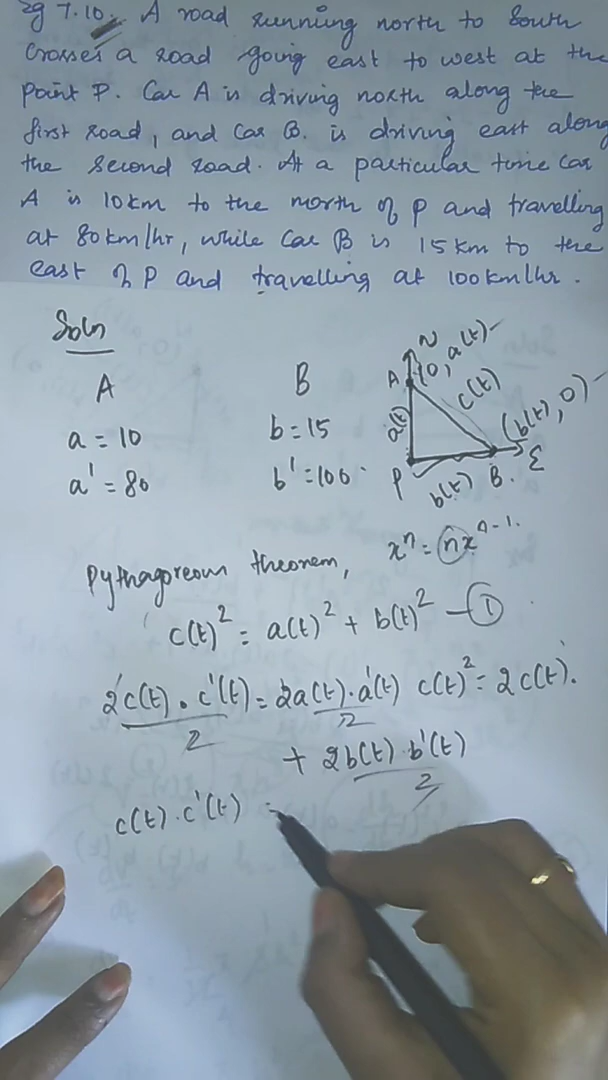 eg 7.10. A road running north to South
crosses a road going east to west at the
point P. Car A is driving north along the
first road, and Car B. is driving east along
the second road. At a particular time car
A is 10km to the north of P and travelling
at 80km/hr, while Car B is 15km to the
east of P and travelling at 100km/hr.
Soln
A
B
a = 10
b = 15
a' = 80
b' = 100
N
A
(0, a(t)
a(t)
c(t)
(b(t), 0)
P
b(t)
B.
E
Pythagorean theorem,
xⁿ = nxⁿ⁻¹.
c(t)² = a(t)² + b(t)² — ①
2c(t) . c'(t) = 2a(t) . a'(t)
c(t)² = 2c(t).
2
2
+ 2b(t) . b'(t)
2
c(t) . c'(t) =